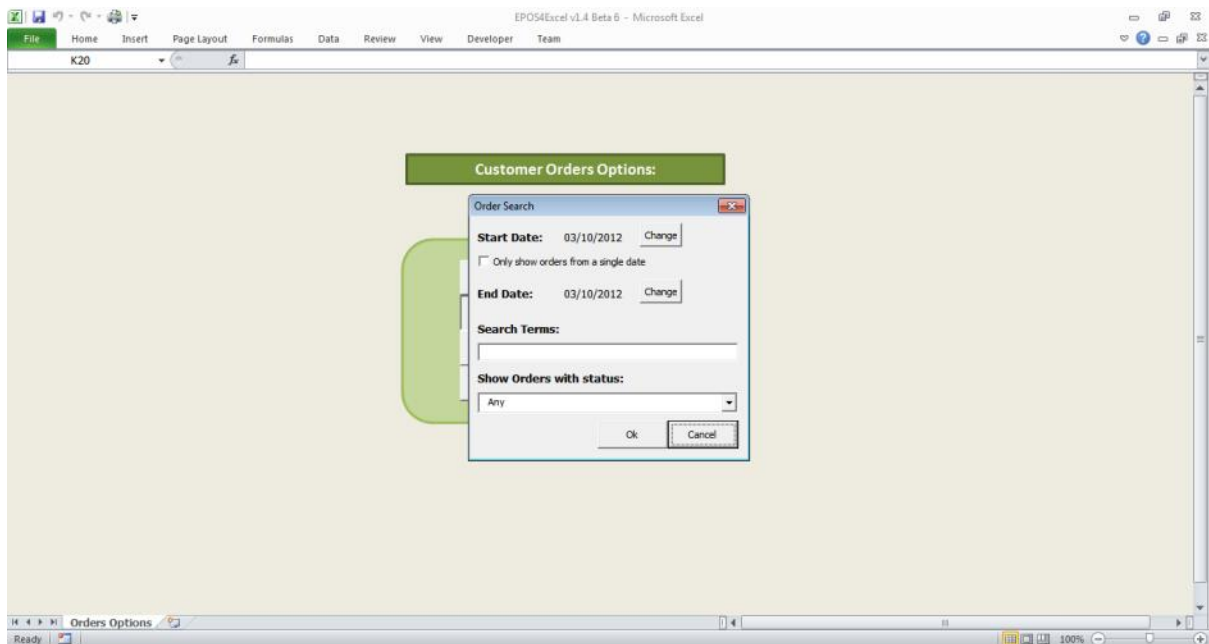 EPOS4Excel v1.4 Beta 6 - Microsoft Excel
File Home Insert Page Layout Formulas Data Review View Developer Team
K20 fx
Customer Orders Options:
Order Search
Start Date: 03/10/2012 Change
Only show orders from a single date
End Date: 03/10/2012 Change
Search Terms:
Show Orders with status:
Any
Ok Cancel
Orders Options
Ready 100%